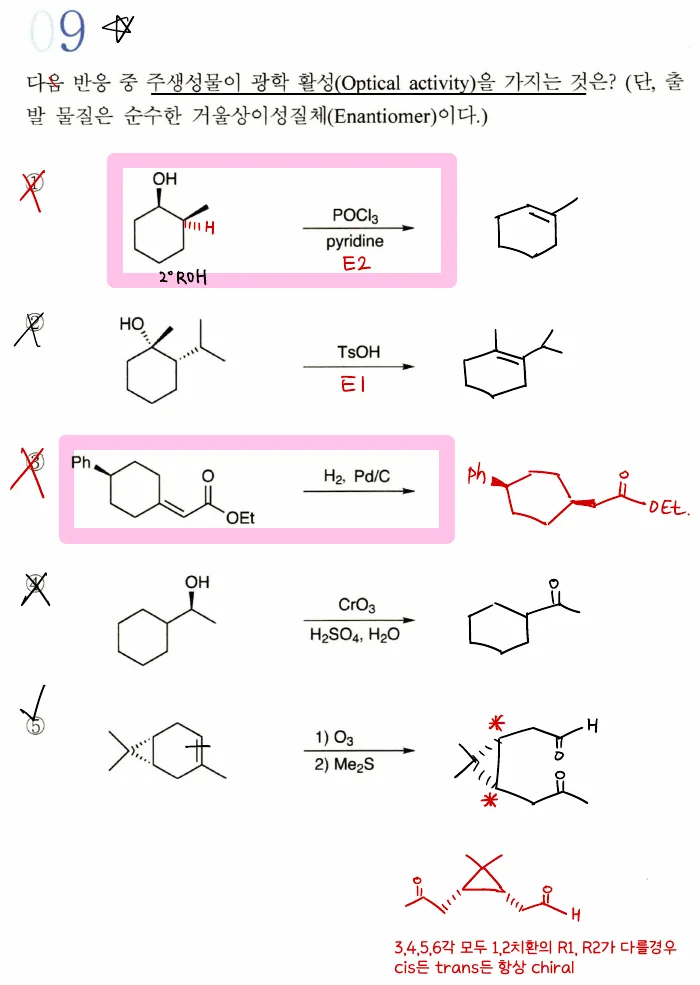 09
다음 반응 중 주생성물이 광학 활성(Optical activity)을 가지는 것은? (단, 출
발 물질은 순수한 거울상이성질체(Enantiomer)이다.)
①
OH
H
2° ROH
POCl3
pyridine
E2
②
HO
TsOH
E1
③
Ph
O
OEt
H2, Pd/C
Ph
O
OEt.
④
OH
CrO3
H2SO4, H2O
O
⑤
1) O3
2) Me2S
*
H
O
O
*
O
O
H
3,4,5,6각 모두 1,2치환의 R1, R2가 다를경우
cis든 trans든 항상 chiral